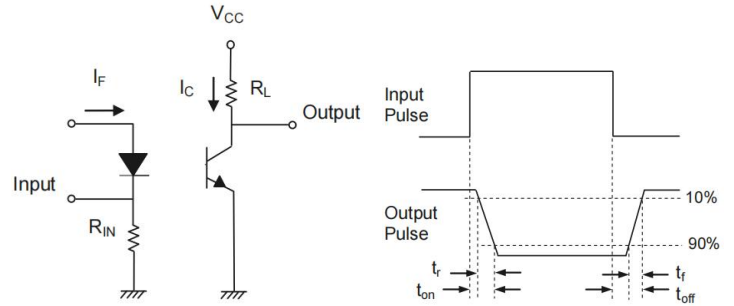 V_CC
I_F
I_C
R_L
Output
Input
R_IN
Input
Pulse
Output
Pulse
10%
90%
t_r
t_f
t_on
t_off